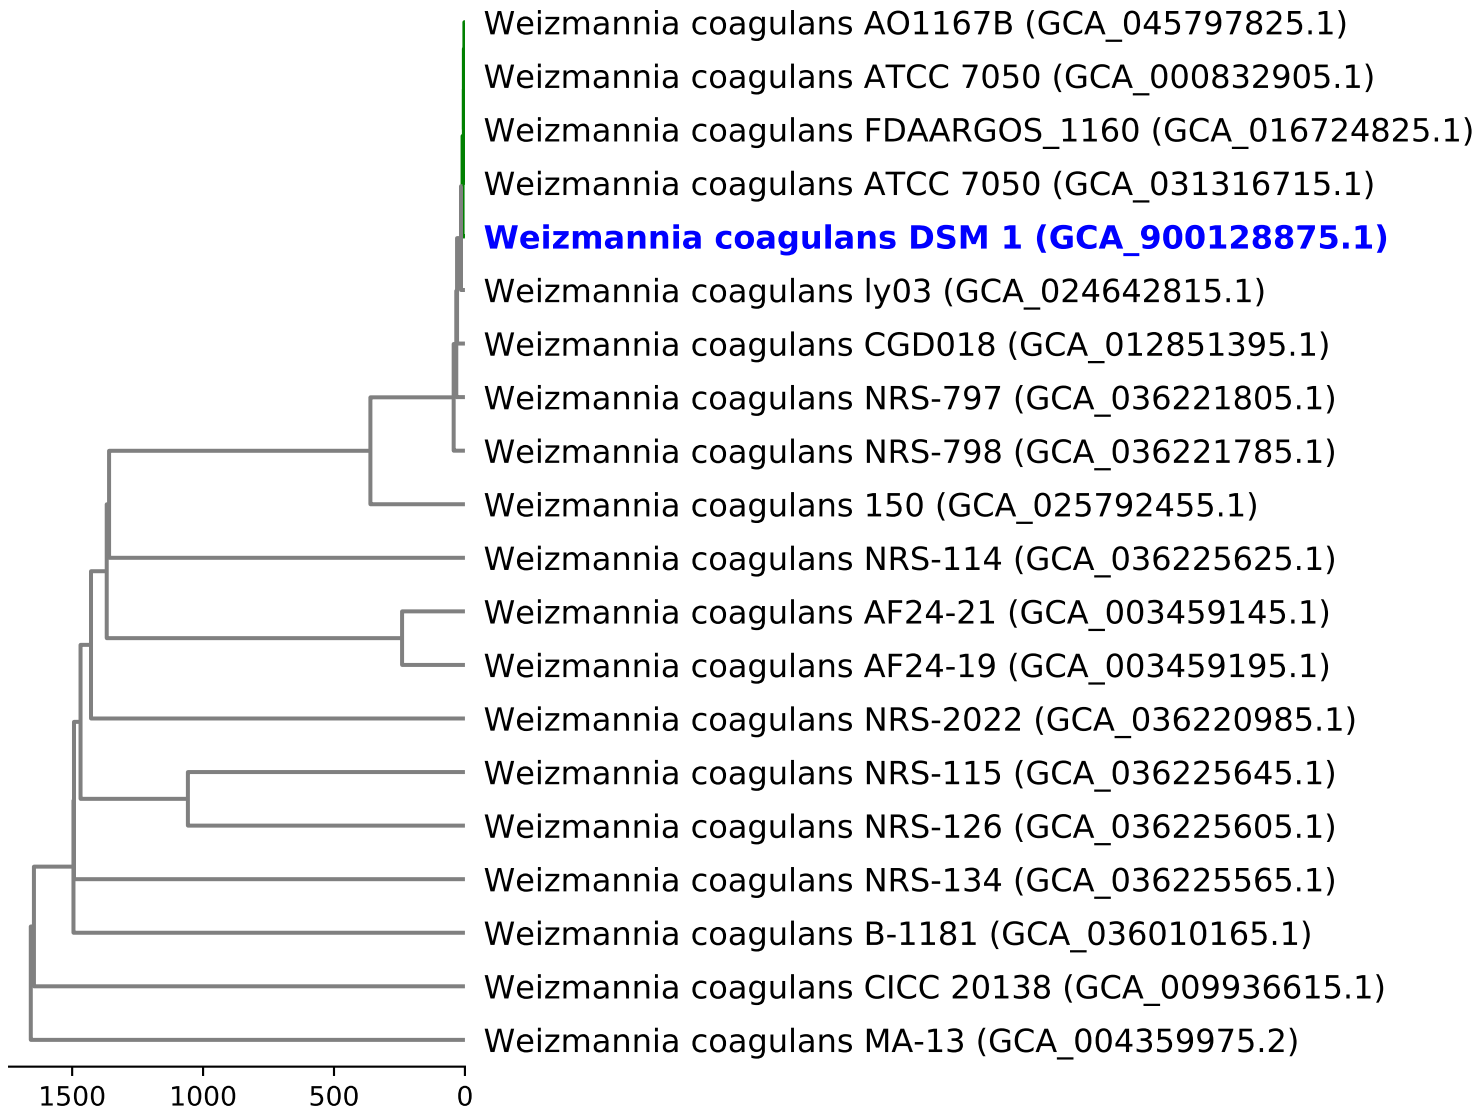 Weizmannia coagulans AO1167B (GCA_045797825.1)
Weizmannia coagulans ATCC 7050 (GCA_000832905.1)
Weizmannia coagulans FDAARGOS_1160 (GCA_016724825.1)
Weizmannia coagulans ATCC 7050 (GCA_031316715.1)
Weizmannia coagulans DSM 1 (GCA_900128875.1)
Weizmannia coagulans ly03 (GCA_024642815.1)
Weizmannia coagulans CGD018 (GCA_012851395.1)
Weizmannia coagulans NRS-797 (GCA_036221805.1)
Weizmannia coagulans NRS-798 (GCA_036221785.1)
Weizmannia coagulans 150 (GCA_025792455.1)
Weizmannia coagulans NRS-114 (GCA_036225625.1)
Weizmannia coagulans AF24-21 (GCA_003459145.1)
Weizmannia coagulans AF24-19 (GCA_003459195.1)
Weizmannia coagulans NRS-2022 (GCA_036220985.1)
Weizmannia coagulans NRS-115 (GCA_036225645.1)
Weizmannia coagulans NRS-126 (GCA_036225605.1)
Weizmannia coagulans NRS-134 (GCA_036225565.1)
Weizmannia coagulans B-1181 (GCA_036010165.1)
Weizmannia coagulans CICC 20138 (GCA_009936615.1)
Weizmannia coagulans MA-13 (GCA_004359975.2)
1500 1000 500 0